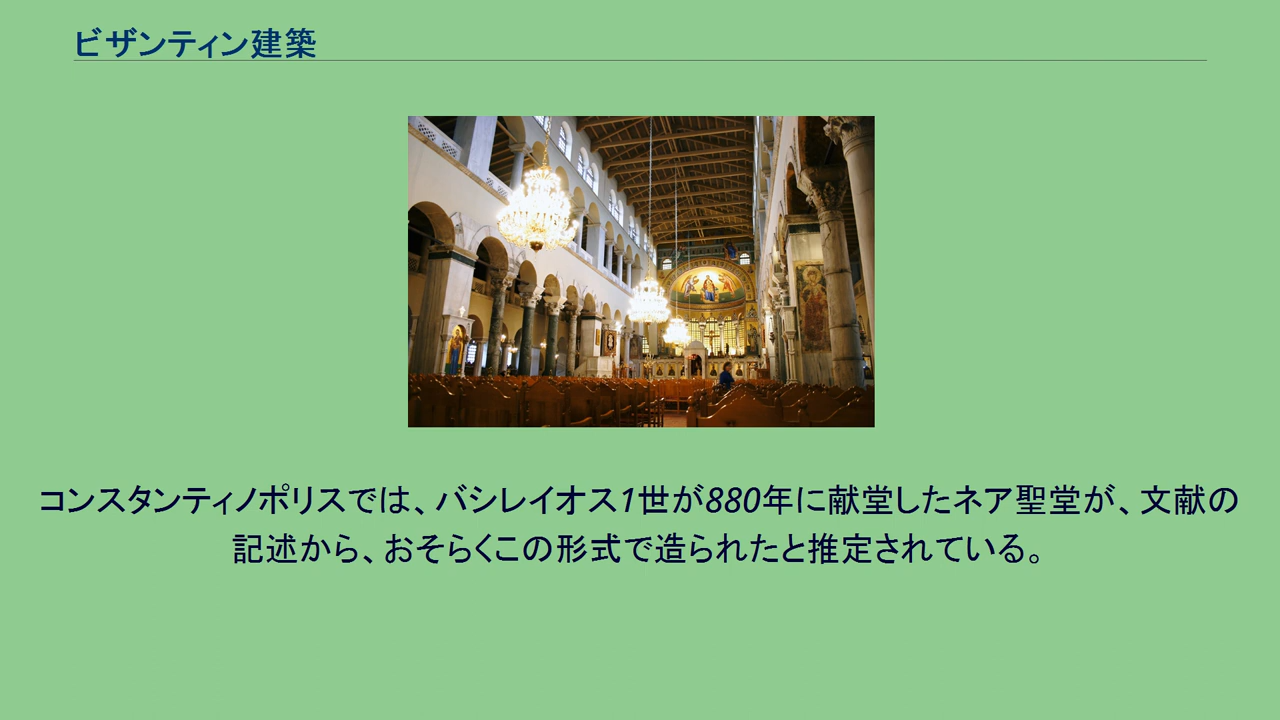 ビザンティン建築
コンスタンティノポリスでは、バシレイオス1世が880年に献堂したネア聖堂が、文献の
記述から、おそらくこの形式で造られたと推定されている。